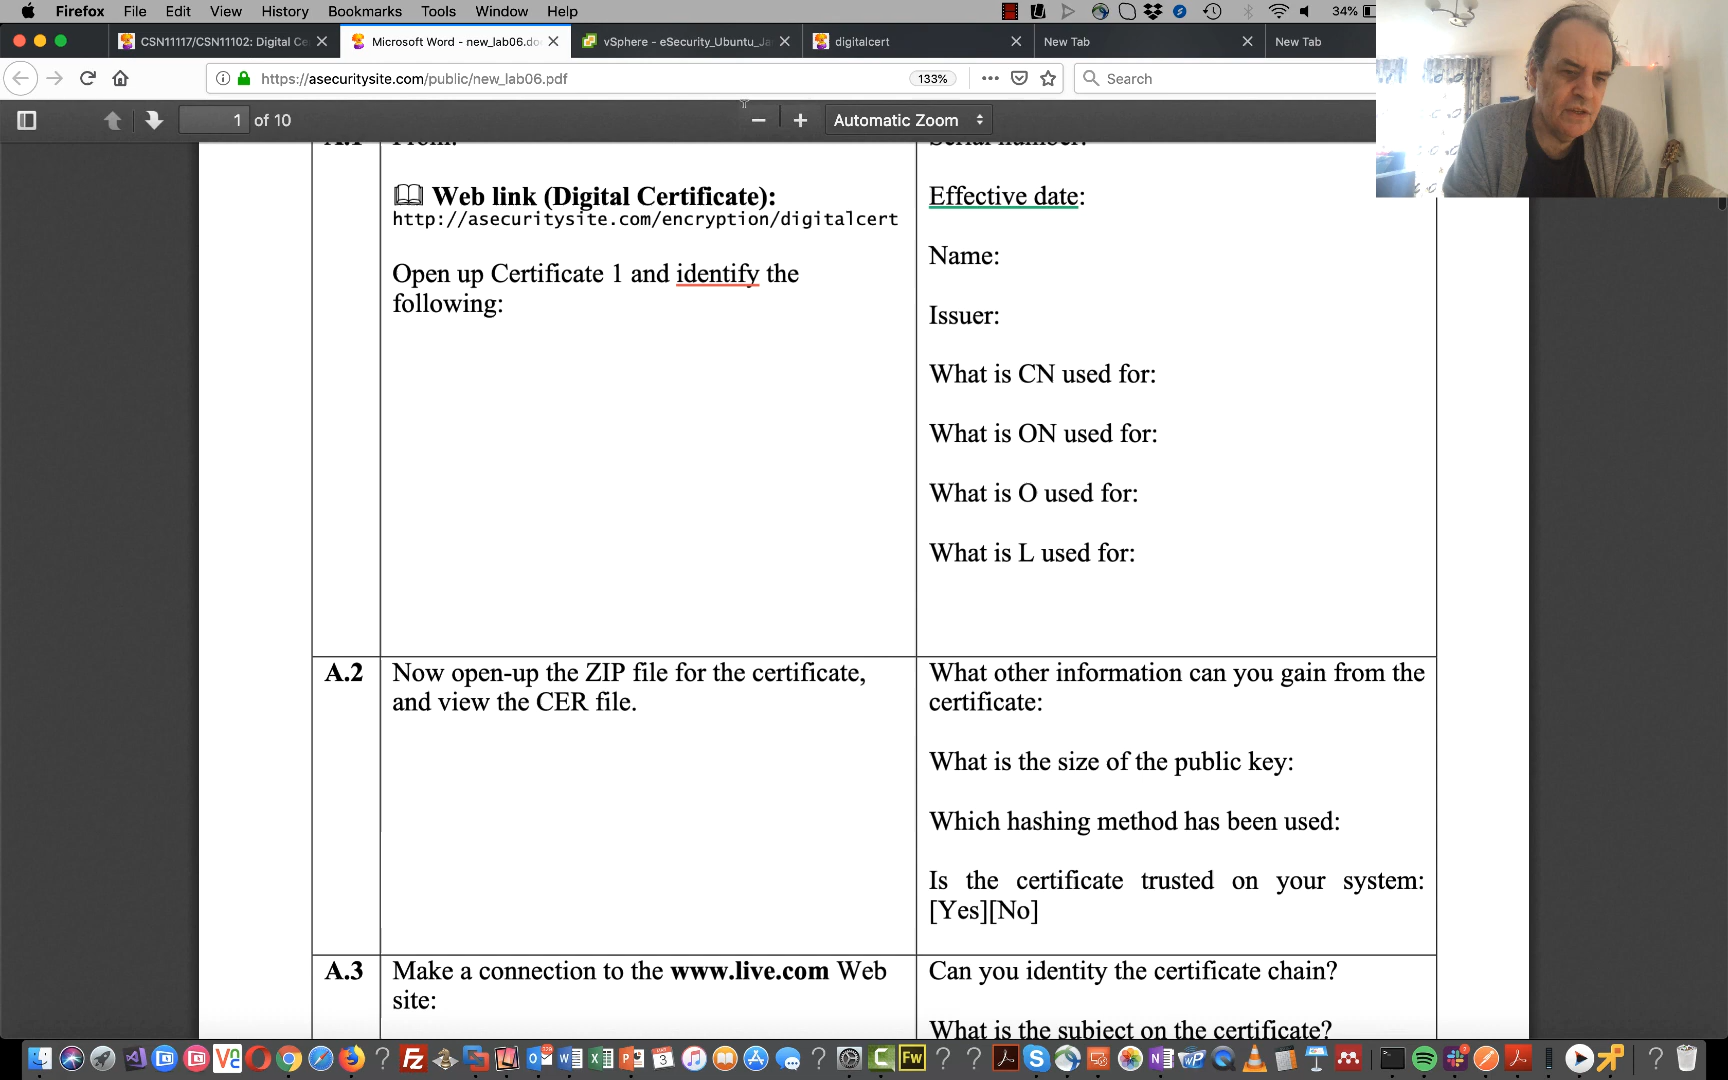 Firefox File Edit View History Bookmarks Tools Window Help
34%
CSN11117/CSN11102: Digital Ce
Microsoft Word - new_lab06.do
vSphere - eSecurity_Ubuntu_Ja
digitalcert
New Tab
New Tab
https://asecuritysite.com/public/new_lab06.pdf
133%
Search
1 of 10
Automatic Zoom
A.1
From:
Web link (Digital Certificate):
http://asecuritysite.com/encryption/digitalcert
Open up Certificate 1 and identify the
following:
Serial number:
Effective date:
Name:
Issuer:
What is CN used for:
What is ON used for:
What is O used for:
What is L used for:
A.2
Now open-up the ZIP file for the certificate,
and view the CER file.
What other information can you gain from the
certificate:
What is the size of the public key:
Which hashing method has been used:
Is the certificate trusted on your system:
[Yes][No]
A.3
Make a connection to the www.live.com Web
site:
Can you identity the certificate chain?
What is the subject on the certificate?
Fw